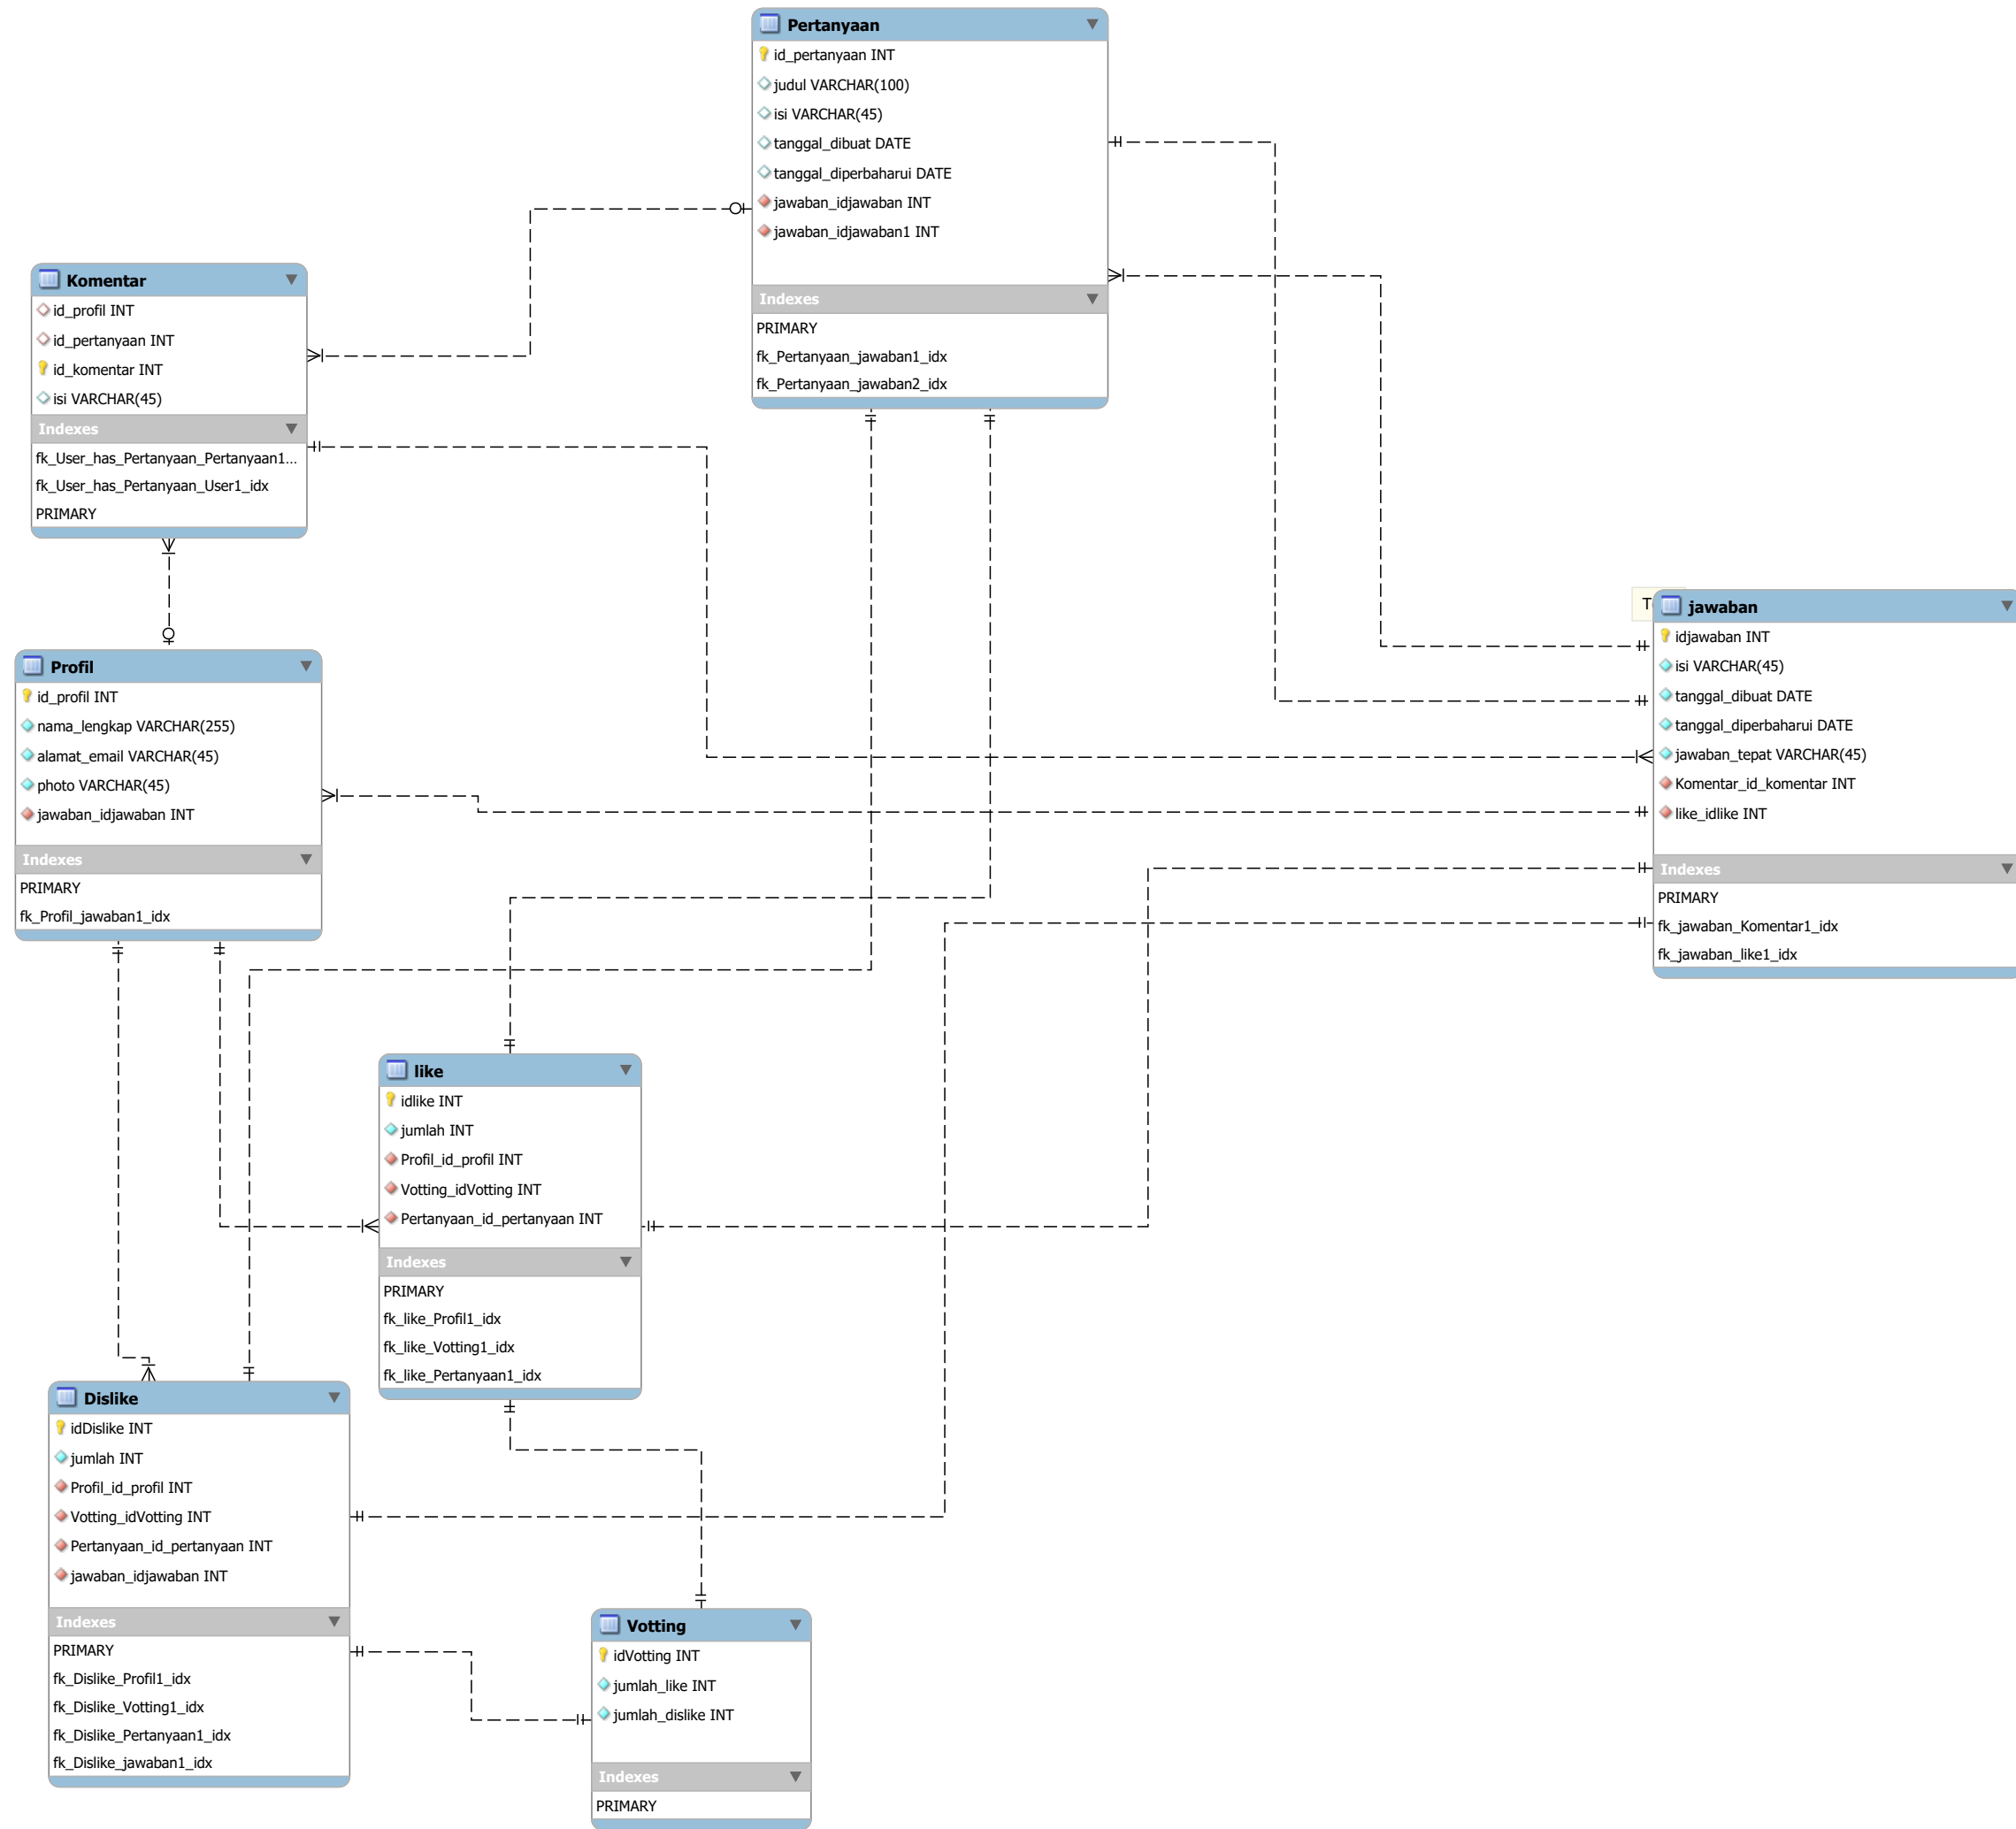 Pertanyaan
id_pertanyaan INT
judul VARCHAR(100)
isi VARCHAR(45)
tanggal_dibuat DATE
tanggal_diperbaharui DATE
jawaban_idjawaban INT
jawaban_idjawaban1 INT
Indexes
PRIMARY
fk_Pertanyaan_jawaban1_idx
fk_Pertanyaan_jawaban2_idx
Komentar
id_profil INT
id_pertanyaan INT
id_komentar INT
isi VARCHAR(45)
Indexes
fk_User_has_Pertanyaan_Pertanyaan1...
fk_User_has_Pertanyaan_User1_idx
PRIMARY
jawaban
idjawaban INT
isi VARCHAR(45)
tanggal_dibuat DATE
tanggal_diperbaharui DATE
jawaban_tepat VARCHAR(45)
Komentar_id_komentar INT
like_idlike INT
Indexes
PRIMARY
fk_jawaban_Komentar1_idx
fk_jawaban_like1_idx
Profil
id_profil INT
nama_lengkap VARCHAR(255)
alamat_email VARCHAR(45)
photo VARCHAR(45)
jawaban_idjawaban INT
Indexes
PRIMARY
fk_Profil_jawaban1_idx
like
idlike INT
jumlah INT
Profil_id_profil INT
Votting_idVotting INT
Pertanyaan_id_pertanyaan INT
Indexes
PRIMARY
fk_like_Profil1_idx
fk_like_Votting1_idx
fk_like_Pertanyaan1_idx
Dislike
idDislike INT
jumlah INT
Profil_id_profil INT
Votting_idVotting INT
Pertanyaan_id_pertanyaan INT
jawaban_idjawaban INT
Indexes
PRIMARY
fk_Dislike_Profil1_idx
fk_Dislike_Votting1_idx
fk_Dislike_Pertanyaan1_idx
fk_Dislike_jawaban1_idx
Votting
idVotting INT
jumlah_like INT
jumlah_dislike INT
Indexes
PRIMARY